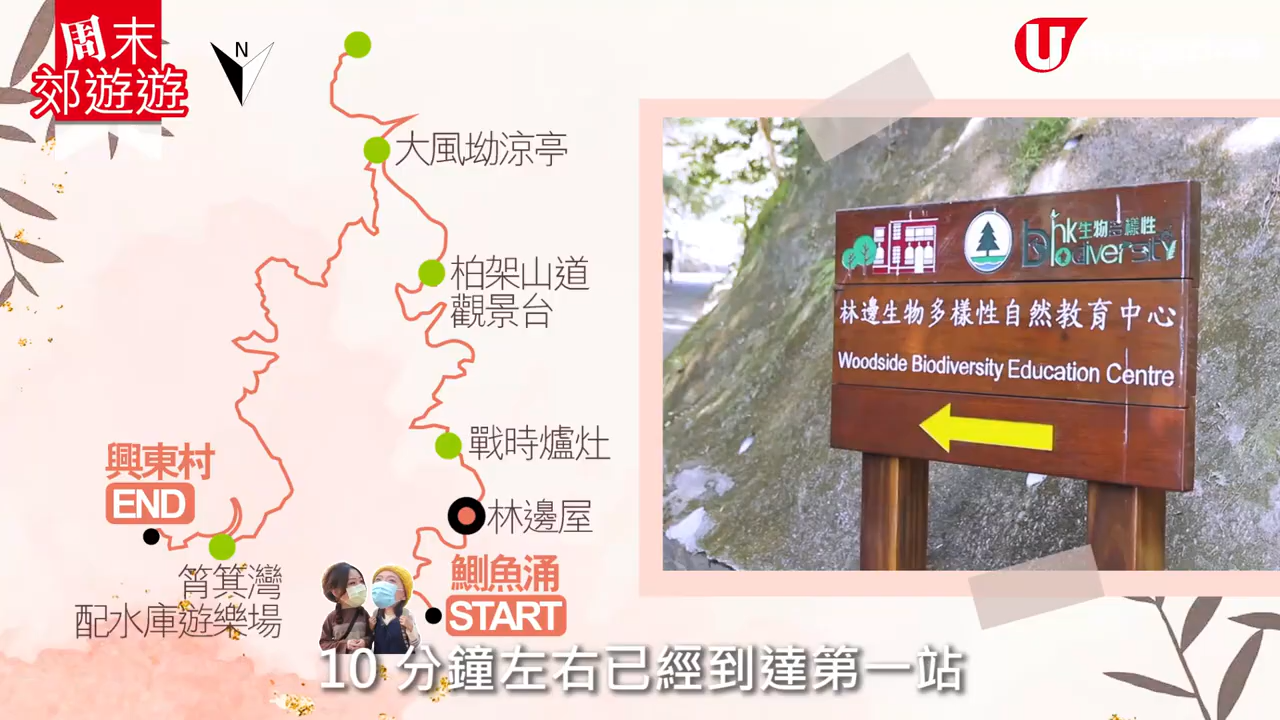 周末
郊遊遊
N
U
大風坳涼亭
柏架山道
觀景台
戰時爐灶
林邊屋
鰂魚涌
START
興東村
END
筲箕灣
配水庫遊樂場
hk生物多樣性
biodiversity
林邊生物多樣性自然教育中心
Woodside Biodiversity Education Centre
10 分鐘左右已經到達第一站